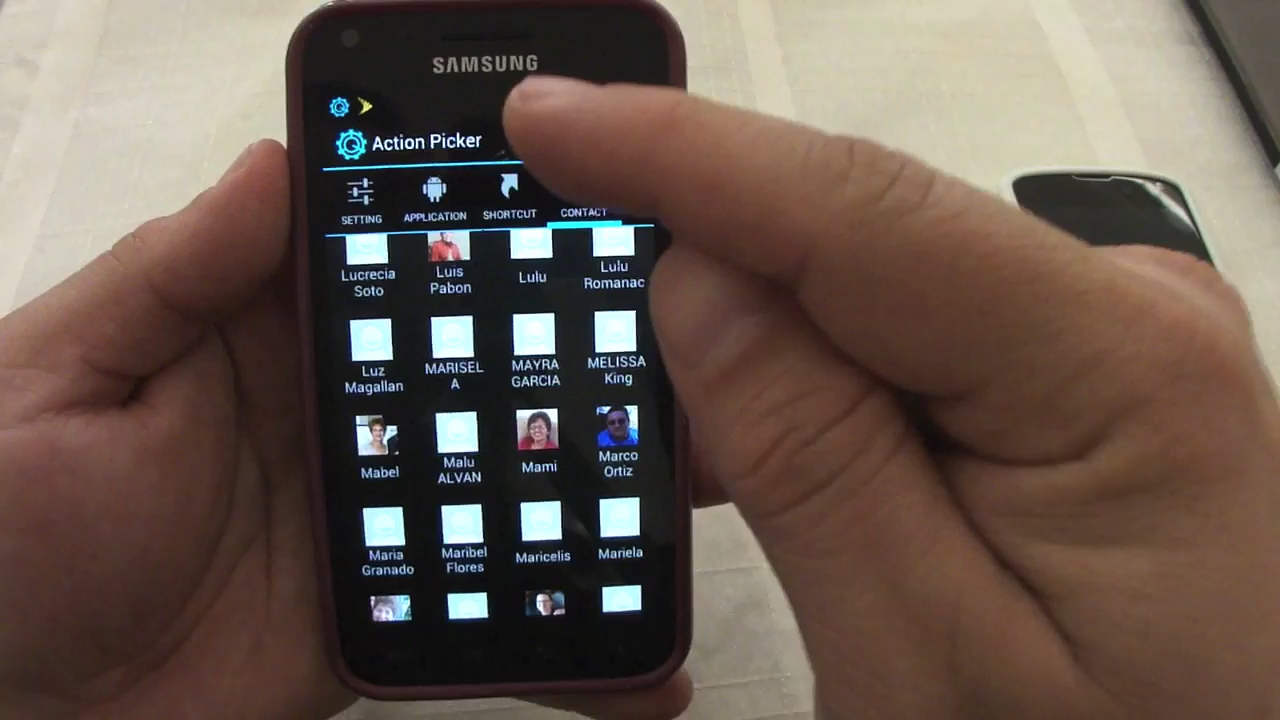 SAMSUNG
Action Picker
SETTING APPLICATION SHORTCUT CONTACT
Lucrecia Soto
Luis Pabon
Lulu
Lulu Romanac
Luz Magallan
MARISEL A
MAYRA GARCIA
MELISSA King
Mabel
Malu ALVAN
Mami
Marco Ortiz
Maria Granado
Maribel Flores
Maricelis
Mariela